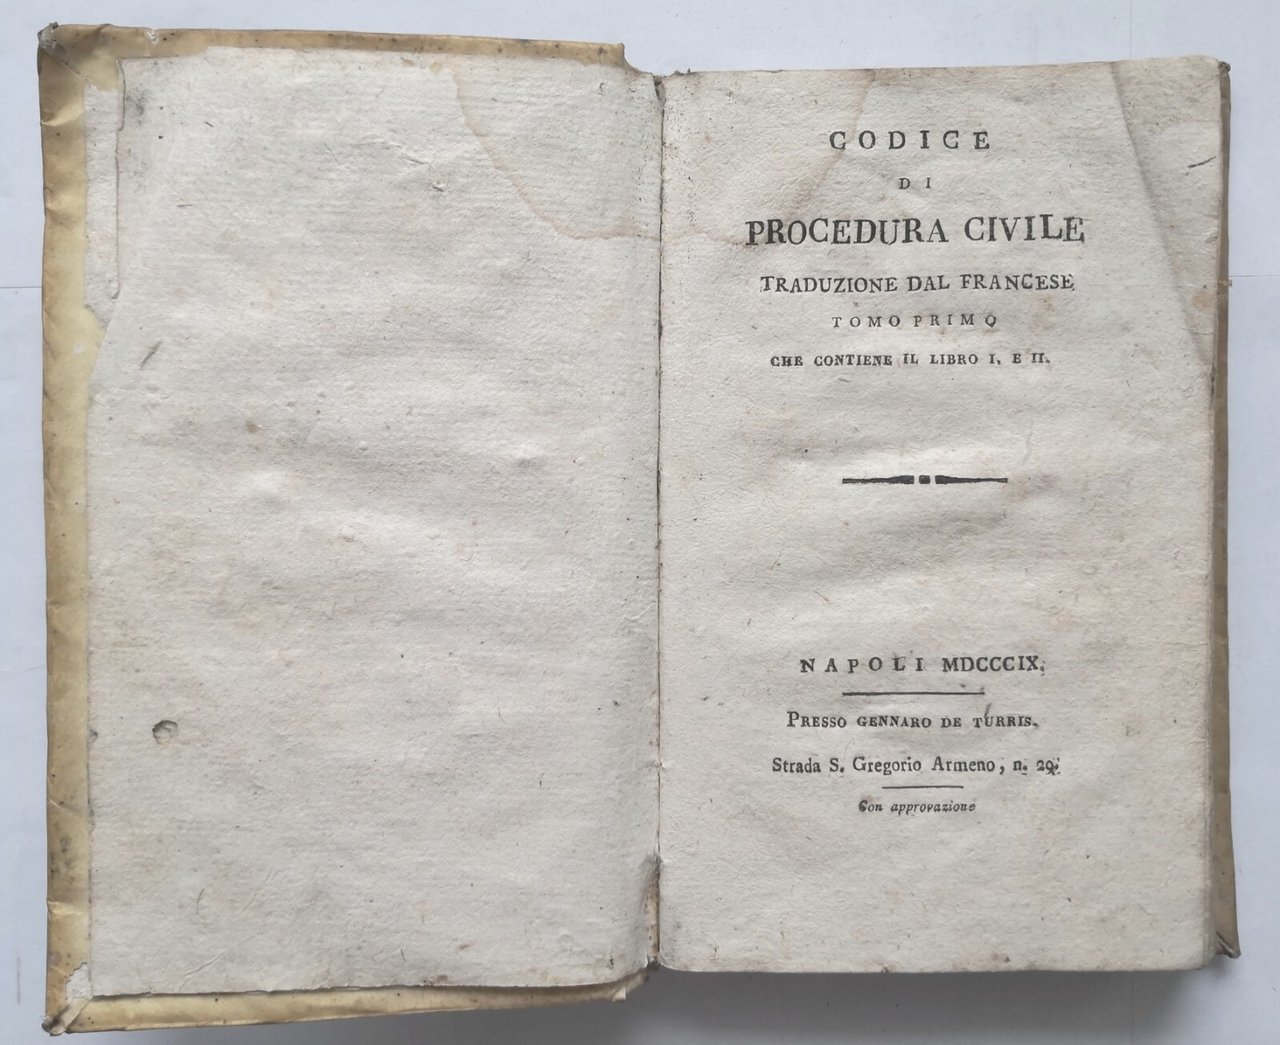 CODICE
DI
PROCEDURA CIVILE
TRADUZIONE DAL FRANCESE
TOMO PRIMO
CHE CONTIENE IL LIBRO I. E II.
NAPOLI MDCCCIX.
PRESSO GENNARO DE TURRIS.
Strada S. Gregorio Armeno, n. 29.
Con approvazione